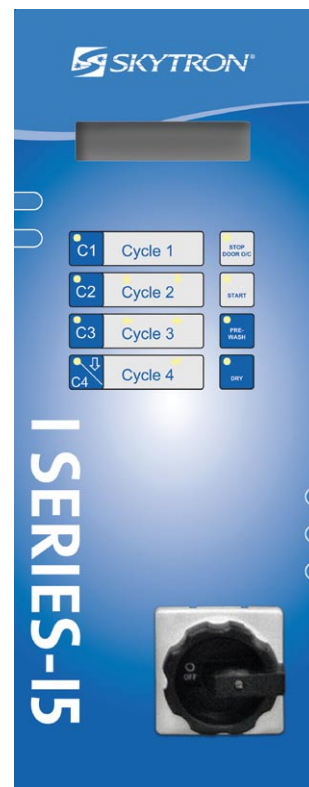 SKYTRON®
C1 Cycle 1
STOP
DOOR O/C
C2 Cycle 2
START
C3 Cycle 3
PRE-
WASH
C4 Cycle 4
DRY
I SERIES-I5
OFF